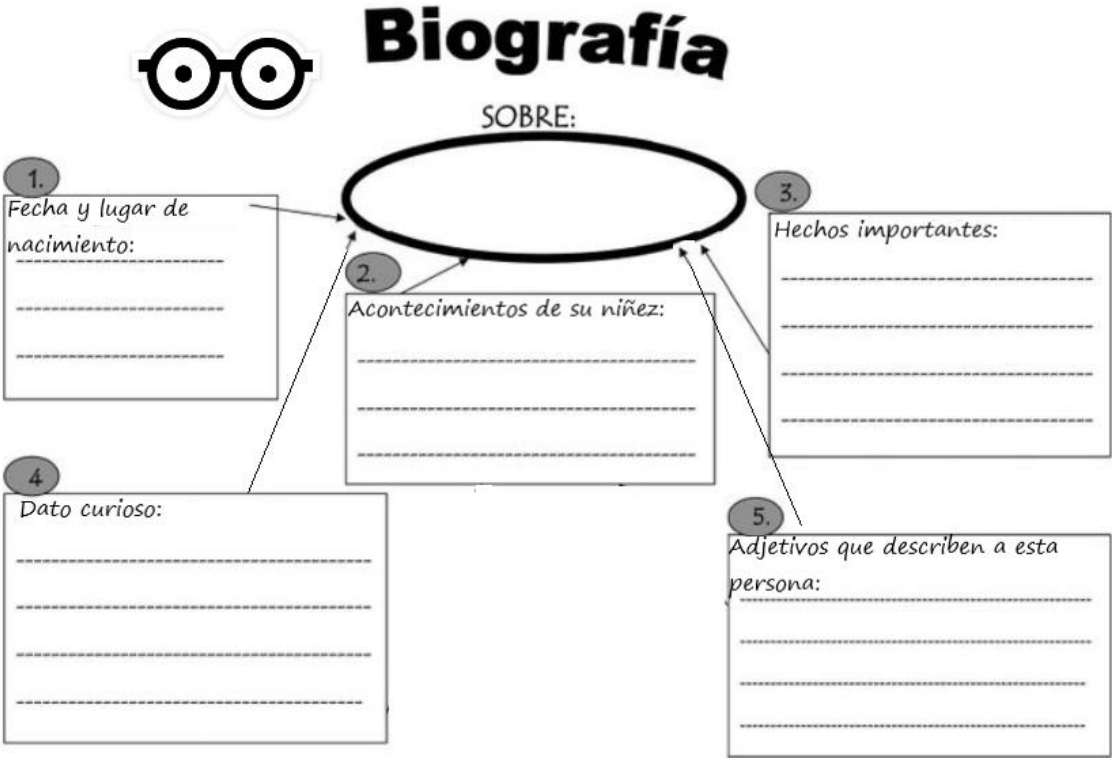 Biografía
SOBRE:
1.
Fecha y lugar de
nacimiento:
2.
Acontecimientos de su niñez:
3.
Hechos importantes:
4
Dato curioso:
5.
Adjetivos que describen a esta
persona: